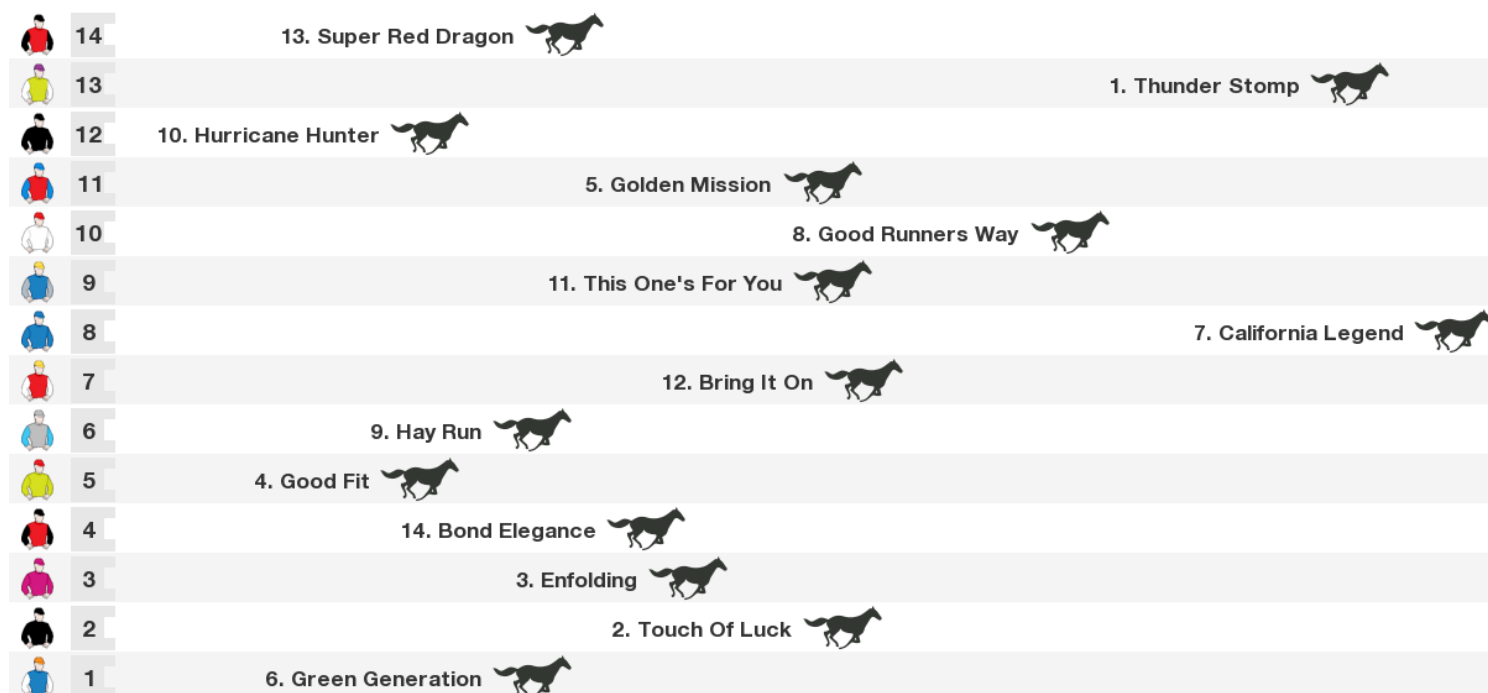 14 13. Super Red Dragon
13 1. Thunder Stomp
12 10. Hurricane Hunter
11 5. Golden Mission
10 8. Good Runners Way
9 11. This One's For You
8 7. California Legend
7 12. Bring It On
6 9. Hay Run
5 4. Good Fit
4 14. Bond Elegance
3 3. Enfolding
2 2. Touch Of Luck
1 6. Green Generation